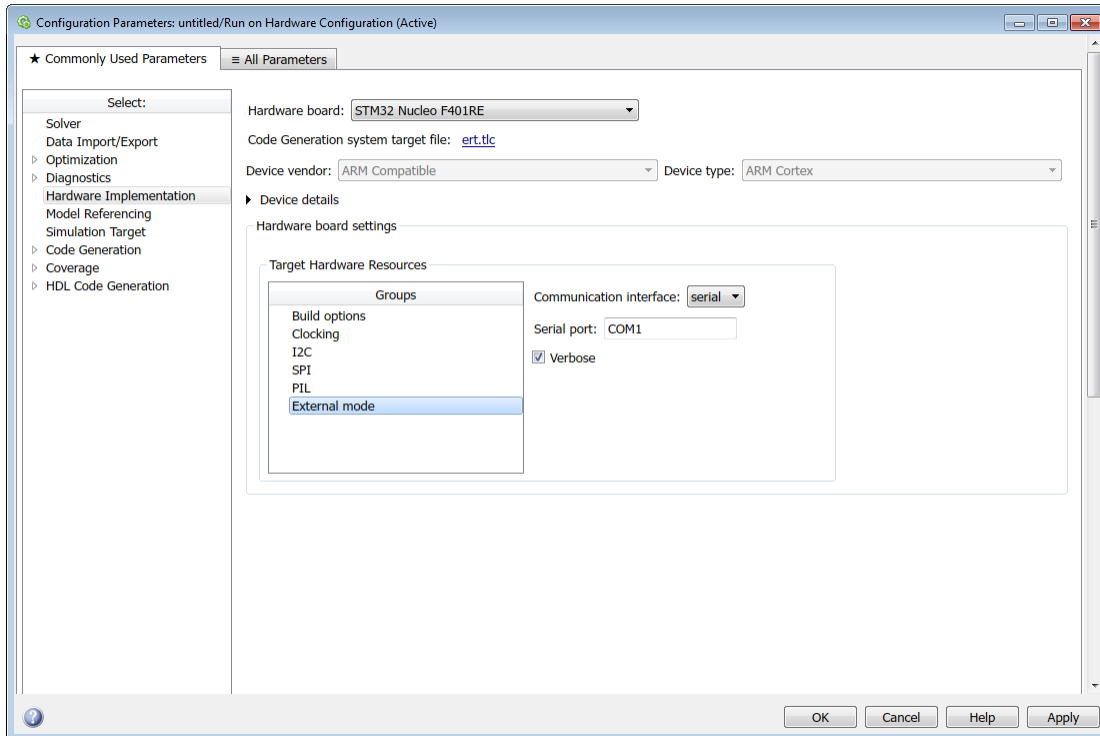 Configuration Parameters: untitled/Run on Hardware Configuration (Active)
★ Commonly Used Parameters
≡ All Parameters
Select:
Solver
Data Import/Export
Optimization
Diagnostics
Hardware Implementation
Model Referencing
Simulation Target
Code Generation
Coverage
HDL Code Generation
Hardware board: STM32 Nucleo F401RE
Code Generation system target file: ert.tlc
Device vendor: ARM Compatible Device type: ARM Cortex
Device details
Hardware board settings
Target Hardware Resources
Groups
Build options
Clocking
I2C
SPI
PIL
External mode
Communication interface: serial
Serial port: COM1
Verbose
OK Cancel Help Apply